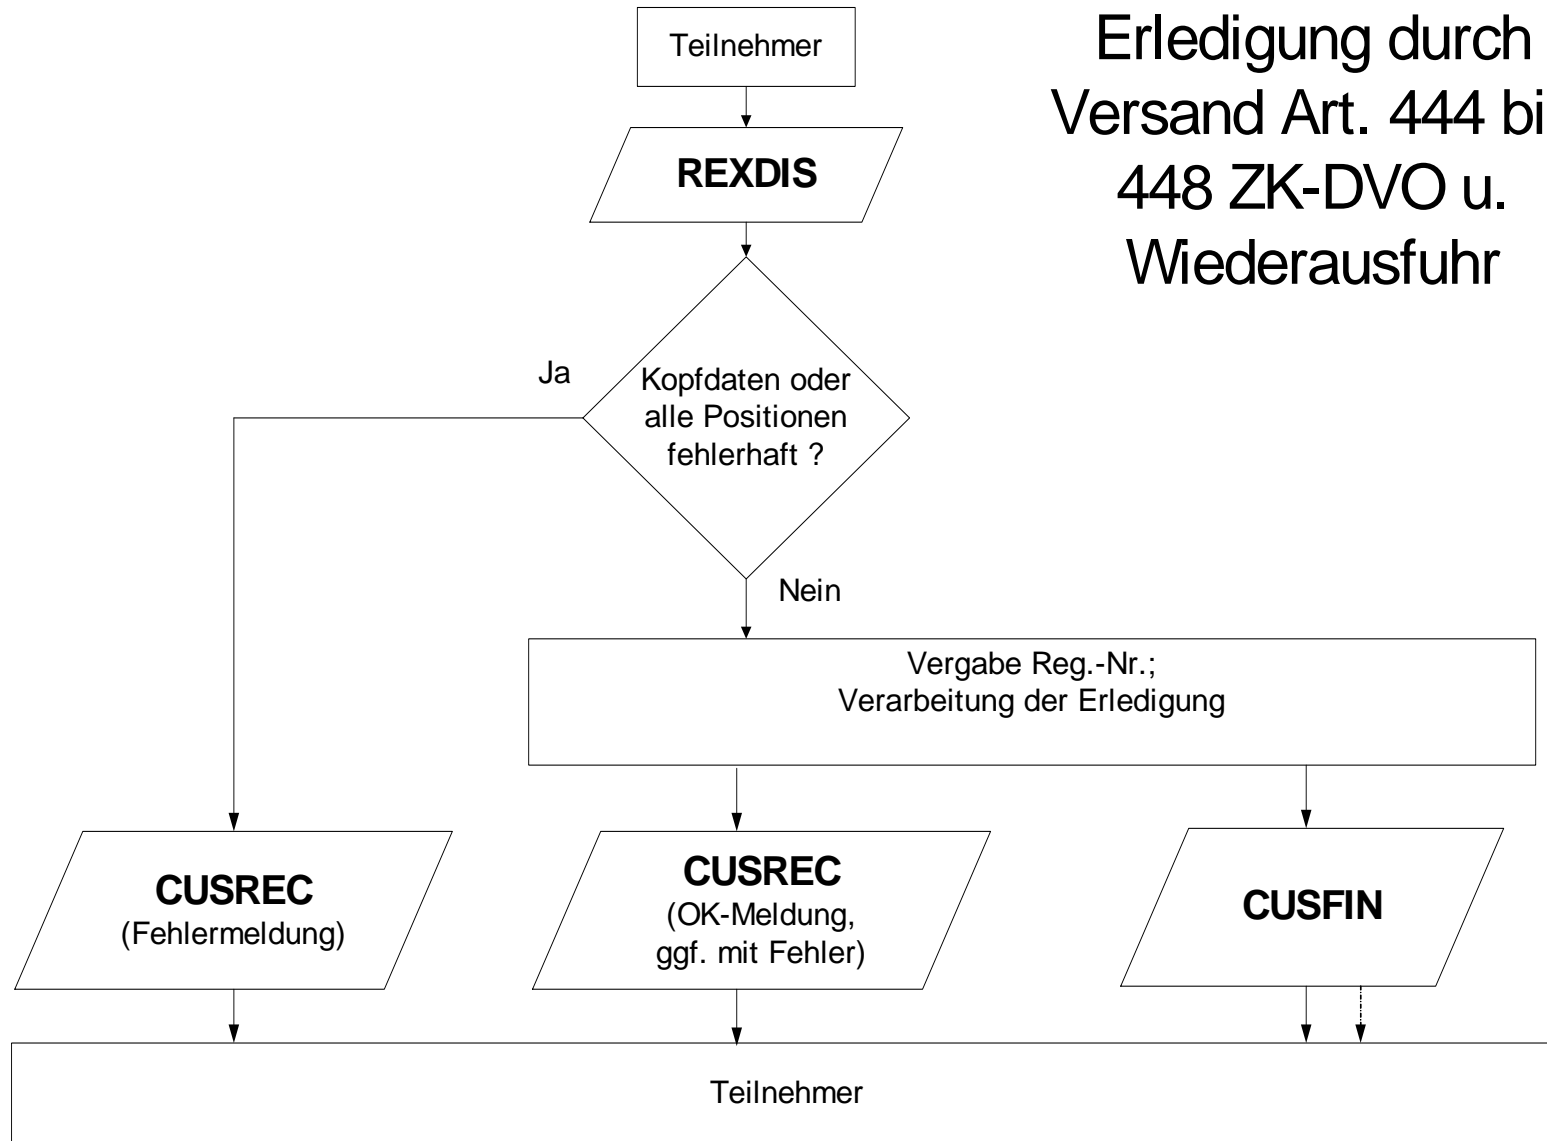 Teilnehmer
Erledigung durch
Versand Art. 444 bi
448 ZK-DVO u.
Wiederausfuhr
REXDIS
Ja
Kopfdaten oder
alle Positionen
fehlerhaft ?
Nein
Vergabe Reg.-Nr.;
Verarbeitung der Erledigung
CUSREC
(Fehlermeldung)
CUSREC
(OK-Meldung,
ggf. mit Fehler)
CUSFIN
Teilnehmer